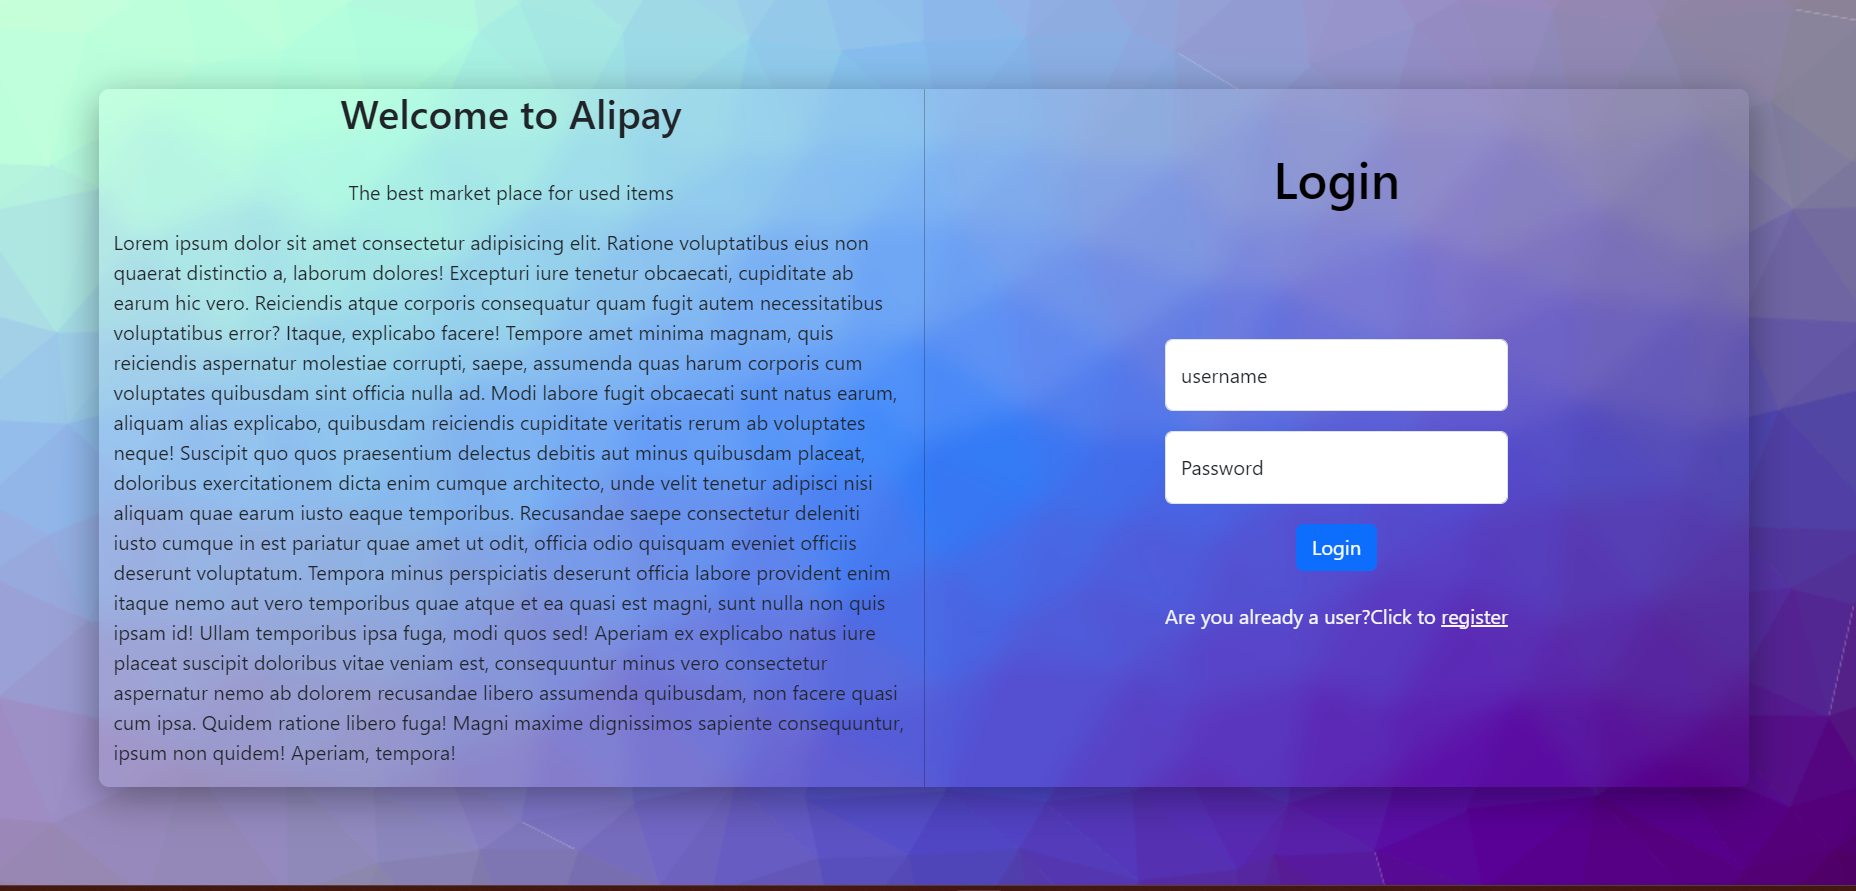 Welcome to Alipay
The best market place for used items
Lorem ipsum dolor sit amet consectetur adipisicing elit. Ratione voluptatibus eius non
quaerat distinctio a, laborum dolores! Excepturi iure tenetur obcaecati, cupiditate ab
earum hic vero. Reiciendis atque corporis consequatur quam fugit autem necessitatibus
voluptatibus error? Itaque, explicabo facere! Tempore amet minima magnam, quis
reiciendis aspernatur molestiae corrupti, saepe, assumenda quas harum corporis cum
voluptates quibusdam sint officia nulla ad. Modi labore fugit obcaecati sunt natus earum,
aliquam alias explicabo, quibusdam reiciendis cupiditate veritatis rerum ab voluptates
neque! Suscipit quo quos praesentium delectus debitis aut minus quibusdam placeat,
doloribus exercitationem dicta enim cumque architecto, unde velit tenetur adipisci nisi
aliquam quae earum iusto eaque temporibus. Recusandae saepe consectetur deleniti
iusto cumque in est pariatur quae amet ut odit, officia odio quisquam eveniet officiis
deserunt voluptatum. Tempora minus perspiciatis deserunt officia labore provident enim
itaque nemo aut vero temporibus quae atque et ea quasi est magni, sunt nulla non quis
ipsam id! Ullam temporibus ipsa fuga, modi quos sed! Aperiam ex explicabo natus iure
placeat suscipit doloribus vitae veniam est, consequuntur minus vero consectetur
aspernatur nemo ab dolorem recusandae libero assumenda quibusdam, non facere quasi
cum ipsa. Quidem ratione libero fuga! Magni maxime dignissimos sapiente consequuntur,
ipsum non quidem! Aperiam, tempora!
Login
username
Password
Login
Are you already a user?Click to register